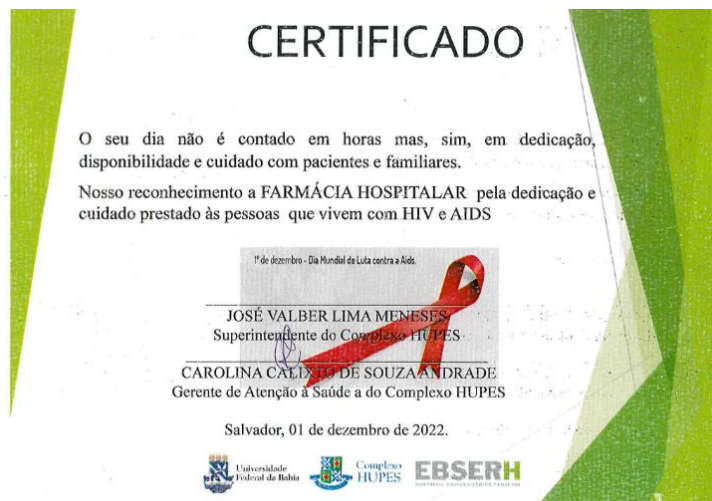 CERTIFICADO
O seu dia não é contado em horas mas, sim, em dedicação,
disponibilidade e cuidado com pacientes e familiares.
Nosso reconhecimento a FARMÁCIA HOSPITALAR pela dedicação e
cuidado prestado às pessoas que vivem com HIV e AIDS
1º de dezembro - Dia Mundial de Luta contra a Aids.
JOSÉ VALBER LIMA MENESES
Superintendente do Complexo HUPES
CAROLINA CALIXTO DE SOUZA ANDRADE
Gerente de Atenção à Saúde a do Complexo HUPES
Salvador, 01 de dezembro de 2022.
Universidade
Federal da Bahia
Complexo
HUPES
EBSERH